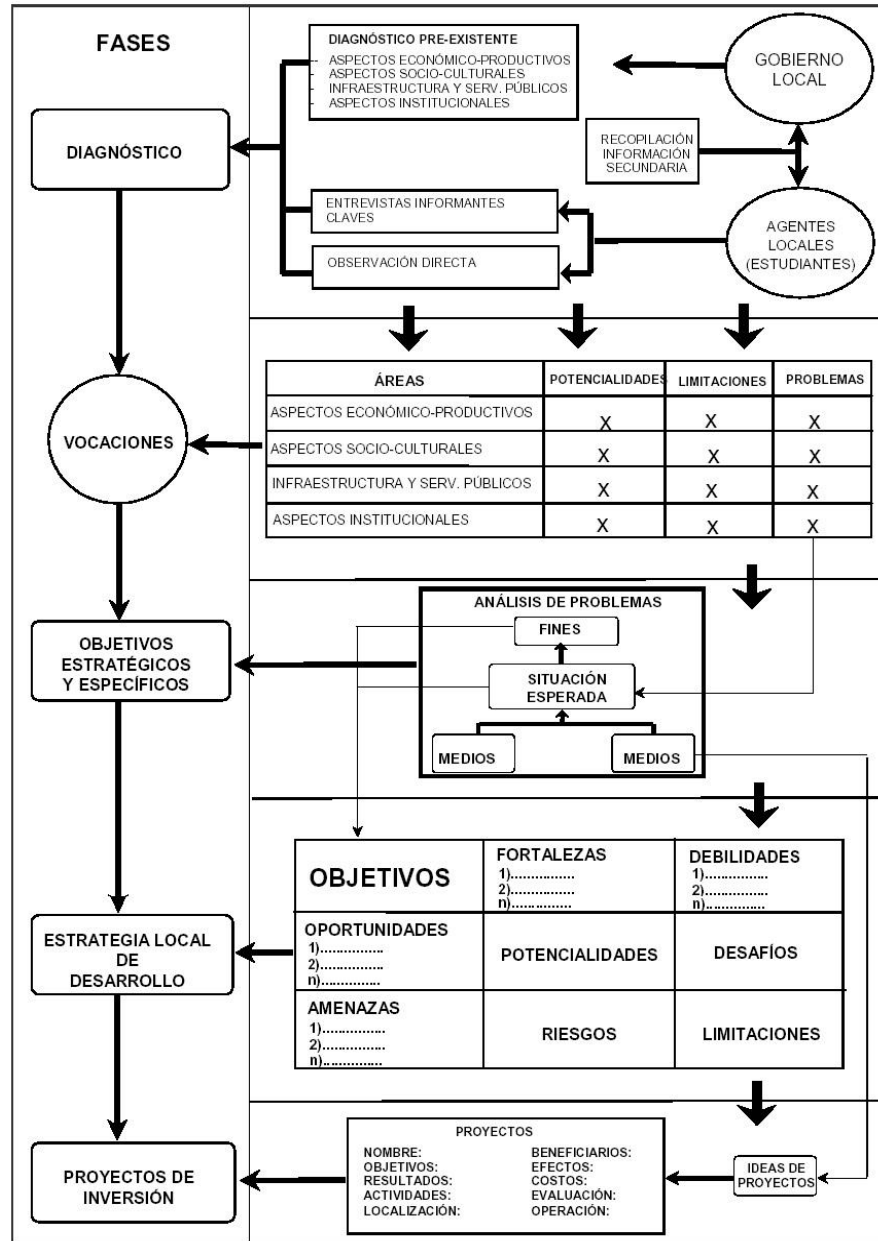 FASES
DIAGNÓSTICO PRE-EXISTENTE
- ASPECTOS ECONÓMICO-PRODUCTIVOS
- ASPECTOS SOCIO-CULTURALES
- INFRAESTRUCTURA Y SERV. PÚBLICOS
- ASPECTOS INSTITUCIONALES
GOBIERNO
LOCAL
DIAGNÓSTICO
RECOPILACIÓN
INFORMACIÓN
SECUNDARIA
ENTREVISTAS INFORMANTES
CLAVES
OBSERVACIÓN DIRECTA
AGENTES
LOCALES
(ESTUDIANTES)
VOCACIONES
ÁREAS POTENCIALIDADES LIMITACIONES PROBLEMAS
ASPECTOS ECONÓMICO-PRODUCTIVOS X X X
ASPECTOS SOCIO-CULTURALES X X X
INFRAESTRUCTURA Y SERV. PÚBLICOS X X X
ASPECTOS INSTITUCIONALES X X X
OBJETIVOS
ESTRATÉGICOS
Y ESPECÍFICOS
ANÁLISIS DE PROBLEMAS
FINES
SITUACIÓN
ESPERADA
MEDIOS MEDIOS
ESTRATEGIA LOCAL
DE
DESARROLLO
OBJETIVOS
FORTALEZAS
1)...............
2)...............
n)..............
DEBILIDADES
1)...............
2)...............
n)..............
OPORTUNIDADES
1)................
2)................
n)...............
POTENCIALIDADES
DESAFÍOS
AMENAZAS
1)................
2)................
n)...............
RIESGOS
LIMITACIONES
PROYECTOS DE
INVERSIÓN
PROYECTOS
NOMBRE: BENEFICIARIOS:
OBJETIVOS: EFECTOS:
RESULTADOS: COSTOS:
ACTIVIDADES: EVALUACIÓN:
LOCALIZACIÓN: OPERACIÓN:
IDEAS DE
PROYECTOS